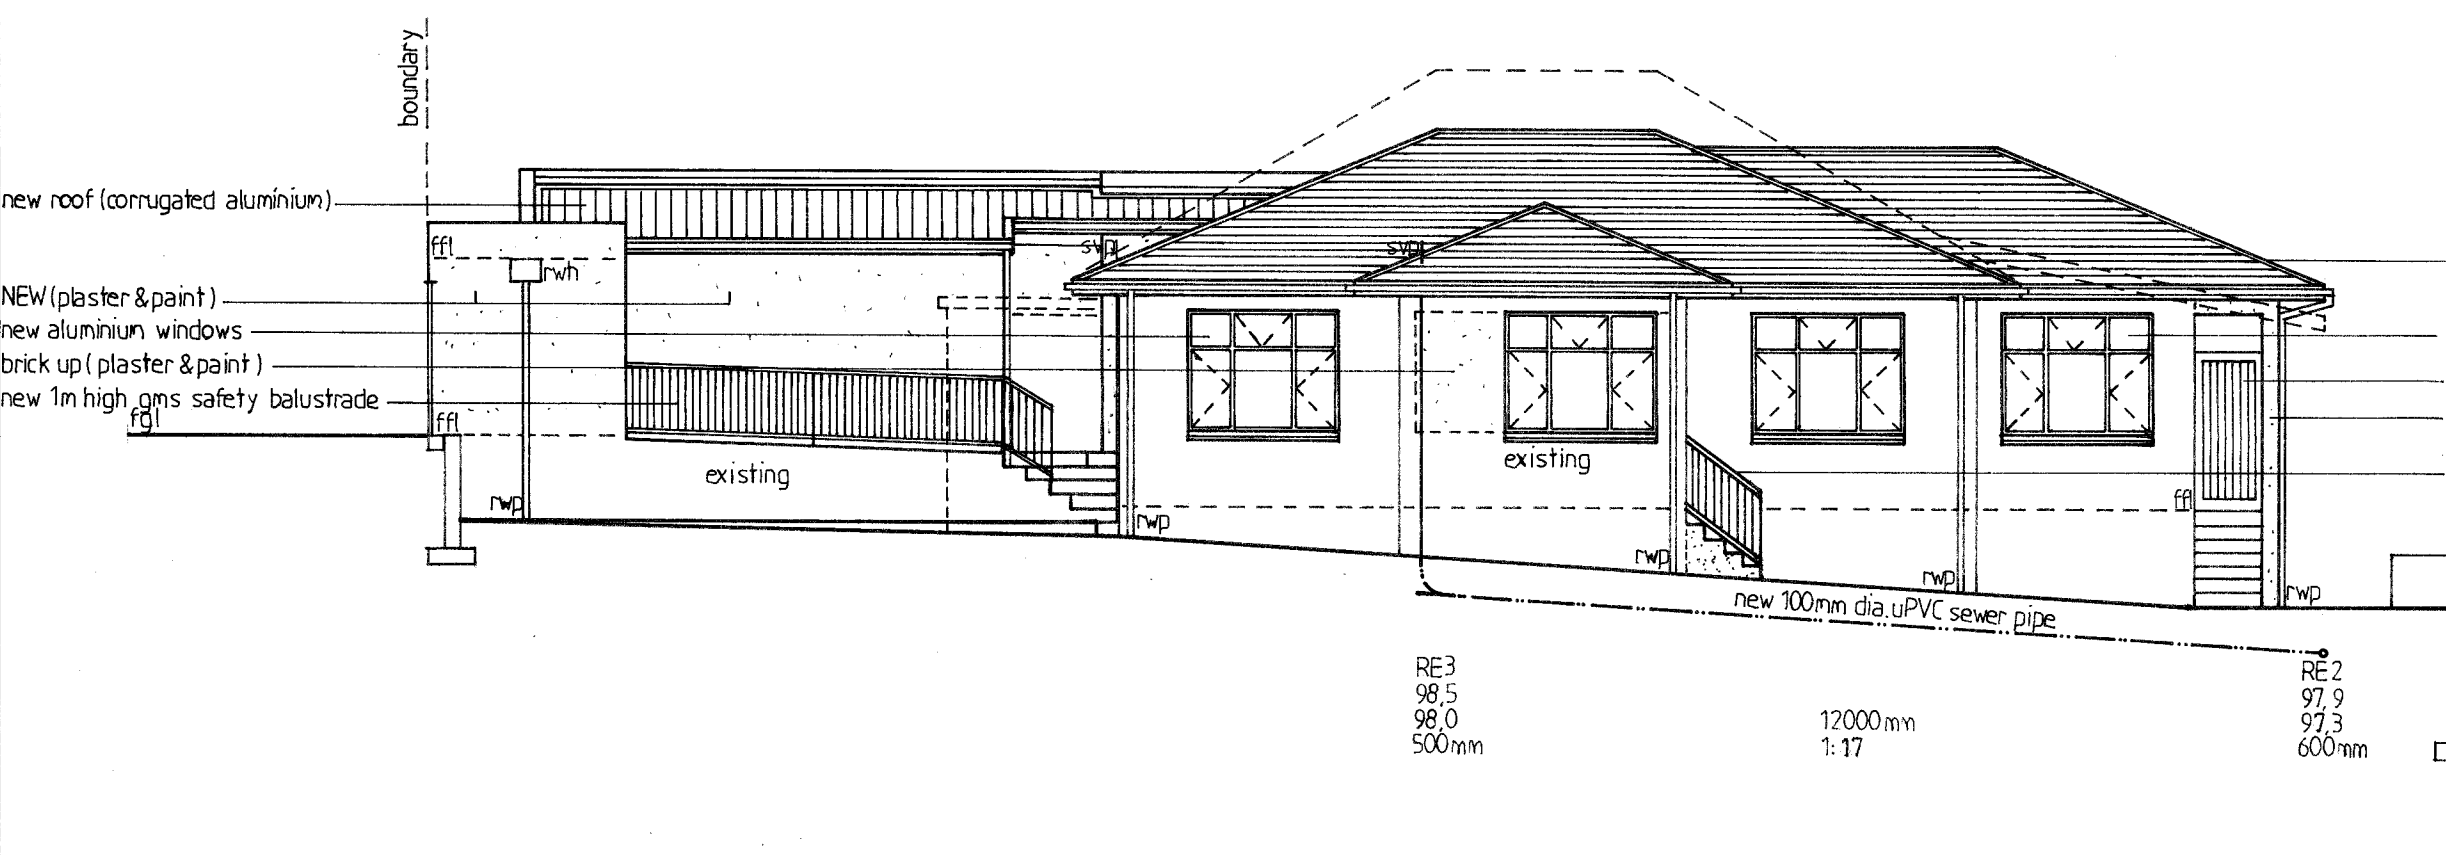 boundary
new roof (corrugated aluminium)
ffl
rwh
svp
svp
NEW (plaster & paint)
new aluminium windows
brick up (plaster & paint)
new 1m high gms safety balustrade
fgl
ffl
existing
existing
rwp
rwp
ffl
rwp
rwp
rwp
new 100mm dia. uPVC sewer pipe
RE3
98,5
98,0
500mm
12000mm
1:17
RE2
97,9
97,3
600mm